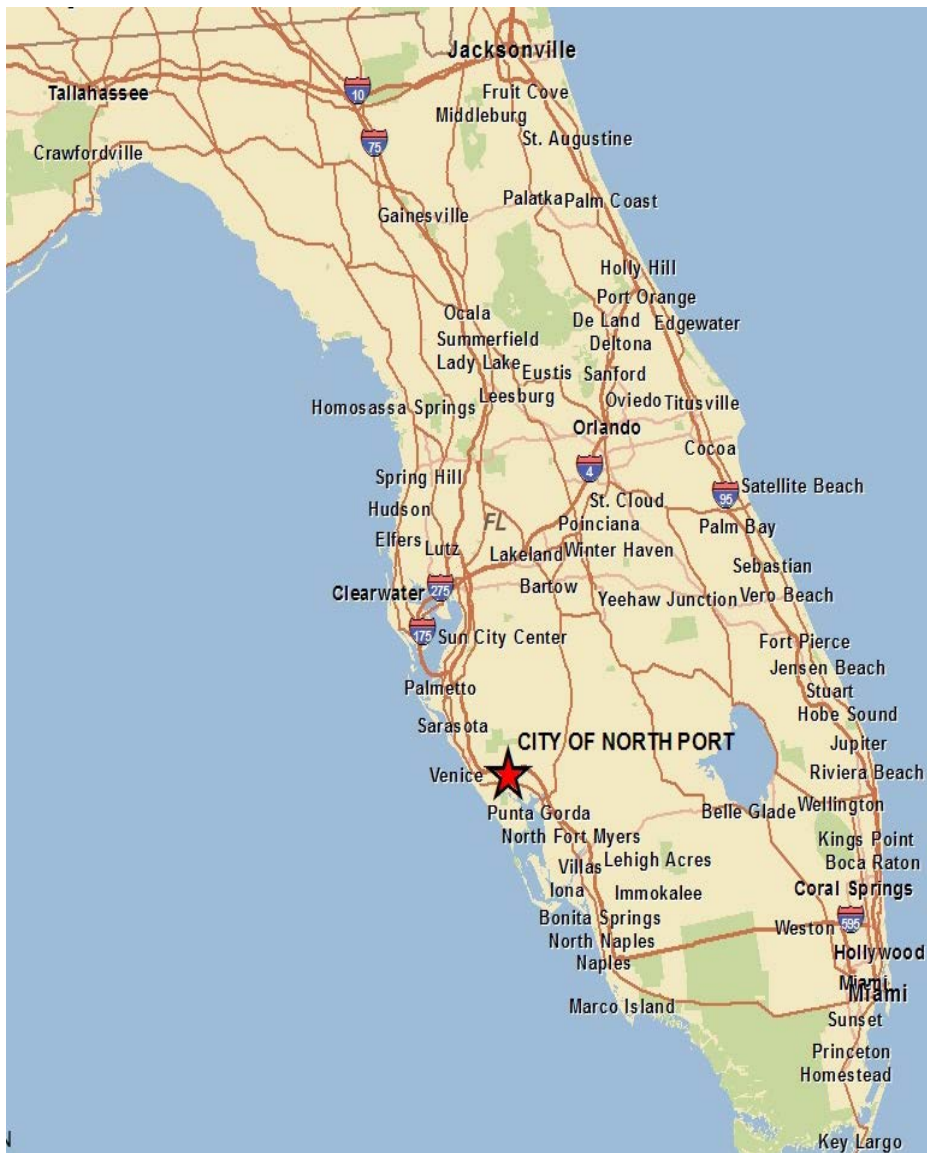 Jacksonville
Tallahassee
10
Fruit Cove
Middleburg
75
St. Augustine
Crawfordville
Palatka
Palm Coast
Gainesville
Holly Hill
Port Orange
Ocala
De Land
Edgewater
Summerfield
Deltona
Lady Lake
Eustis
Sanford
Leesburg
Oviedo
Titusville
Homosassa Springs
Orlando
Cocoa
4
Spring Hill
Satellite Beach
95
St. Cloud
Hudson
FL
Poinciana
Palm Bay
Elfers
Lutz
Lakeland
Winter Haven
Sebastian
275
Clearwater
Bartow
Yeehaw Junction
Vero Beach
175
Sun City Center
Fort Pierce
Jensen Beach
Palmetto
Stuart
Hobe Sound
Sarasota
CITY OF NORTH PORT
Jupiter
Venice
Riviera Beach
Punta Gorda
Belle Glade
Wellington
North Fort Myers
Kings Point
Villas
Lehigh Acres
Boca Raton
Iona
Immokalee
Coral Springs
Bonita Springs
595
Weston
North Naples
Hollywood
Naples
Miami
Miami
Marco Island
Sunset
Princeton
Homestead
Key Largo